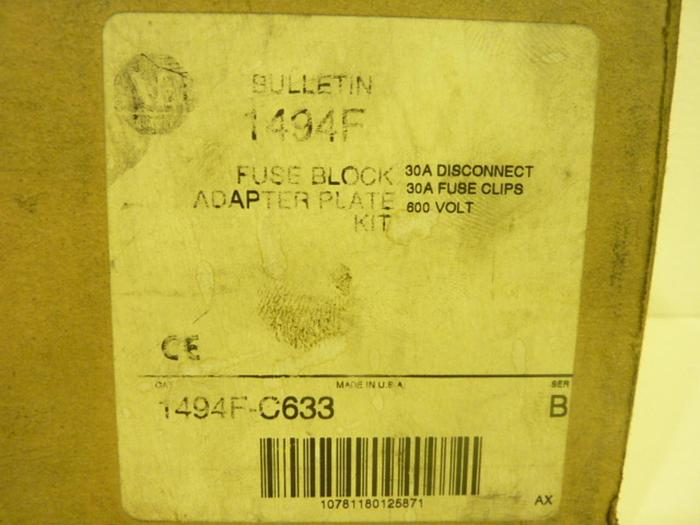 BULLETIN
1494F
FUSE BLOCK
ADAPTER PLATE
KIT
30A DISCONNECT
30A FUSE CLIPS
600 VOLT
CE
CAT
MADE IN U.S.A.
SER
1494F-C633
B
10781180125871
AX